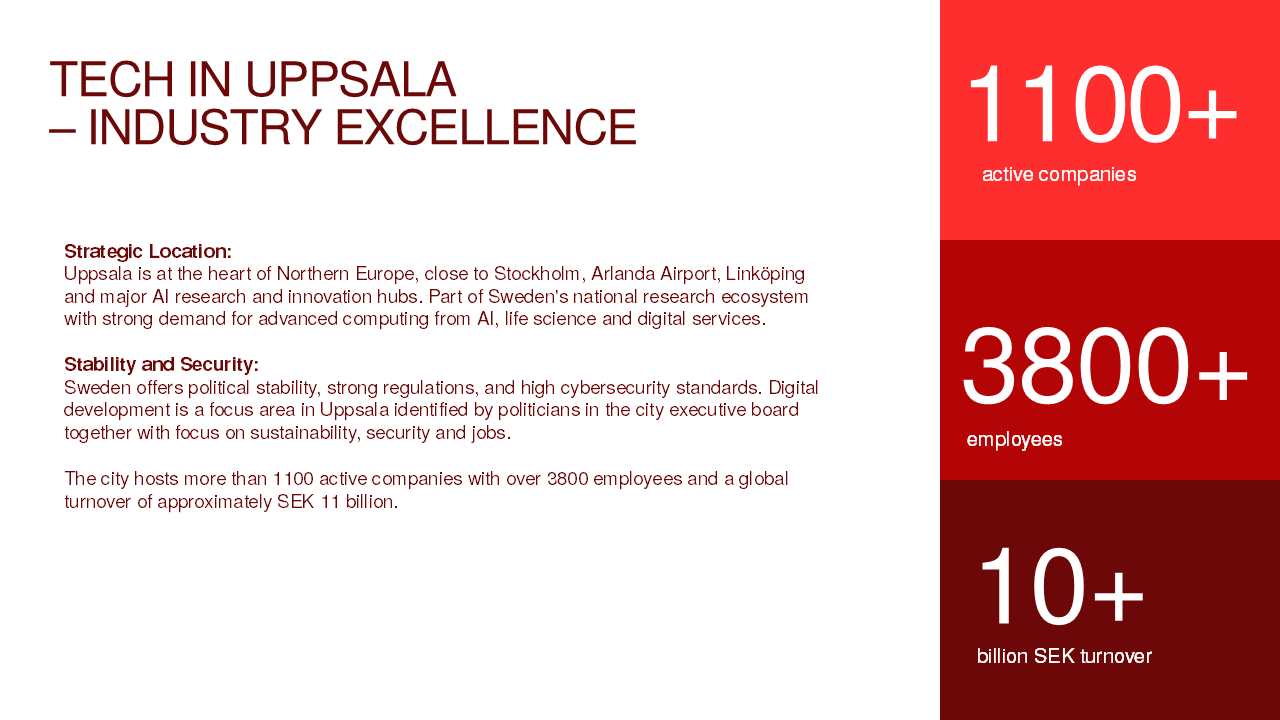 TECH IN UPPSALA
– INDUSTRY EXCELLENCE
Strategic Location:
Uppsala is at the heart of Northern Europe, close to Stockholm, Arlanda Airport, Linköping
and major AI research and innovation hubs. Part of Sweden's national research ecosystem
with strong demand for advanced computing from AI, life science and digital services.
Stability and Security:
Sweden offers political stability, strong regulations, and high cybersecurity standards. Digital
development is a focus area in Uppsala identified by politicians in the city executive board
together with focus on sustainability, security and jobs.
The city hosts more than 1100 active companies with over 3800 employees and a global
turnover of approximately SEK 11 billion.
1100+
active companies
3800+
employees
10+
billion SEK turnover